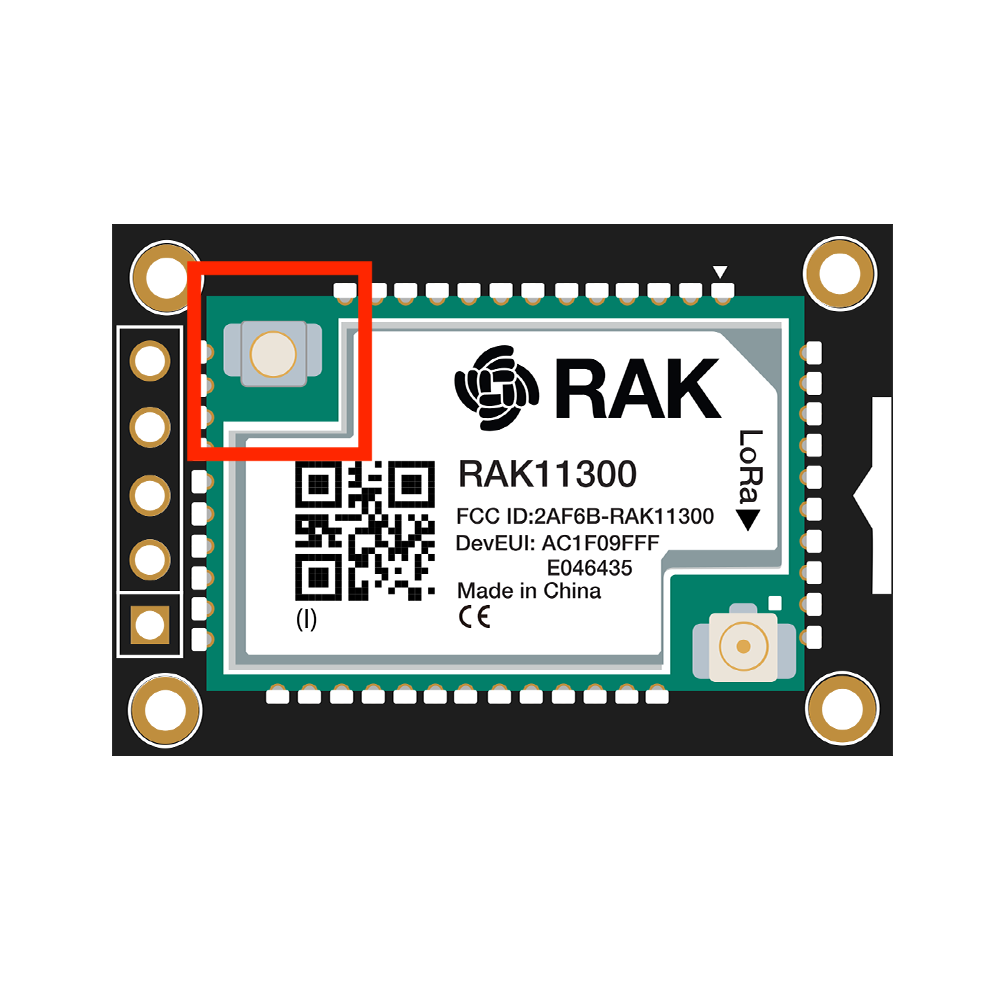 RAK
LoRa
RAK11300
FCC ID:2AF6B-RAK11300
DevEUI: AC1F09FFF
E046435
Made in China
CE
(I)